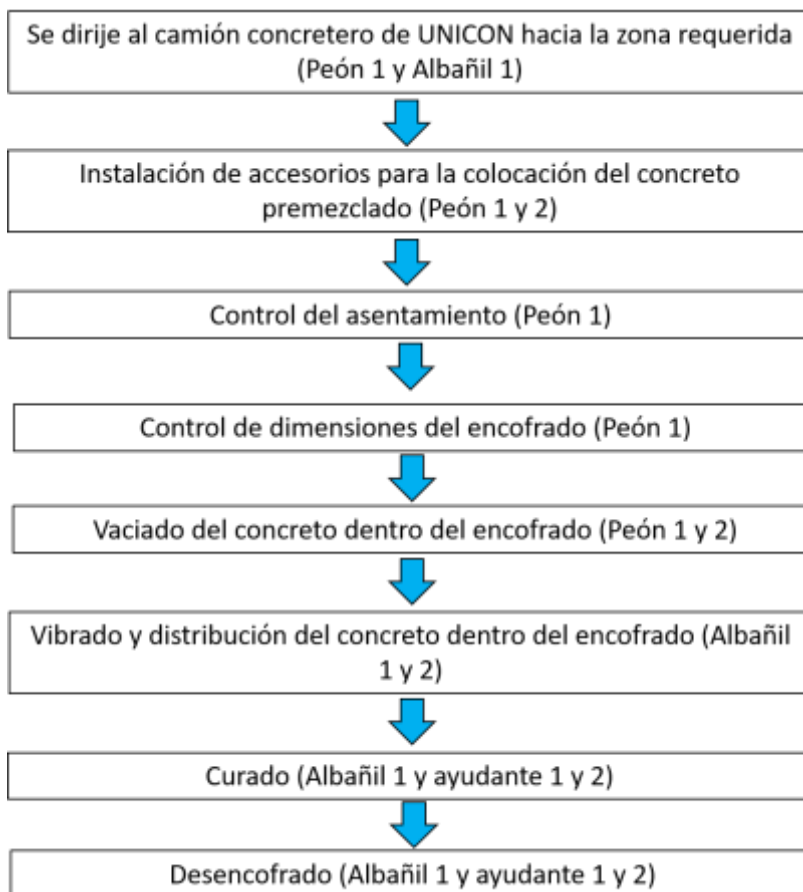 Se dirije al camión concretero de UNICON hacia la zona requerida
(Peón 1 y Albañil 1)
Instalación de accesorios para la colocación del concreto
premezclado (Peón 1 y 2)
Control del asentamiento (Peón 1)
Control de dimensiones del encofrado (Peón 1)
Vaciado del concreto dentro del encofrado (Peón 1 y 2)
Vibrado y distribución del concreto dentro del encofrado (Albañil
1 y 2)
Curado (Albañil 1 y ayudante 1 y 2)
Desencofrado (Albañil 1 y ayudante 1 y 2)